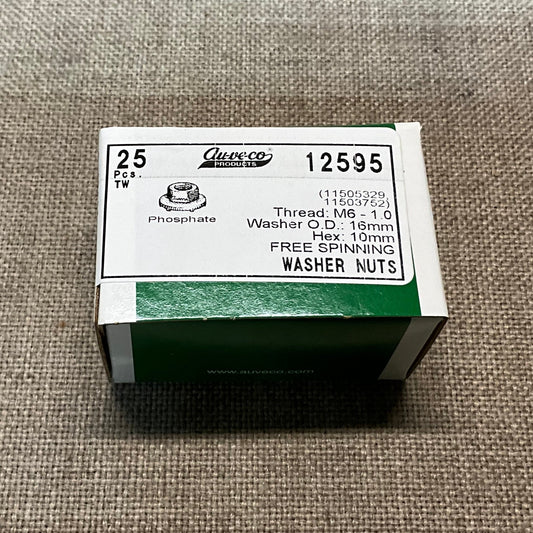 25
Pcs.
TW
Au-ve-co
PRODUCTS
12595
Phosphate
(11505329,
11503752)
Thread: M6 - 1.0
Washer O.D.: 16mm
Hex: 10mm
FREE SPINNING
WASHER NUTS
www.auveco.com